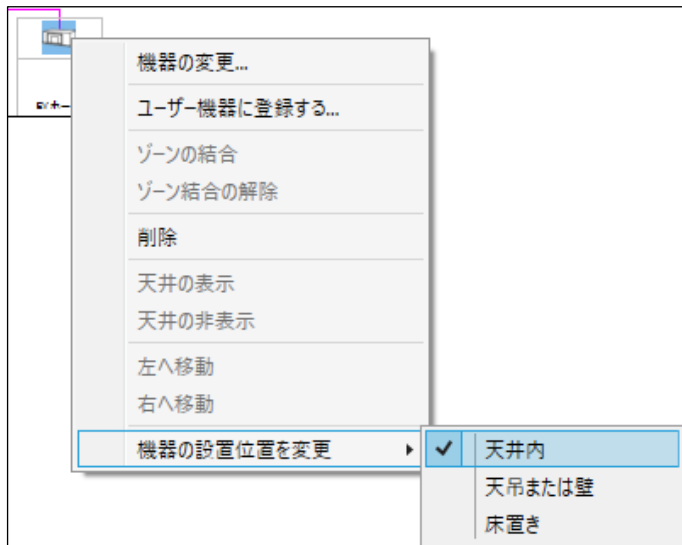 機器の変更...
ユーザー機器に登録する...
ゾーンの結合
ゾーン結合の解除
削除
天井の表示
天井の非表示
左へ移動
右へ移動
機器の設置位置を変更
天井内
天吊または壁
床置き